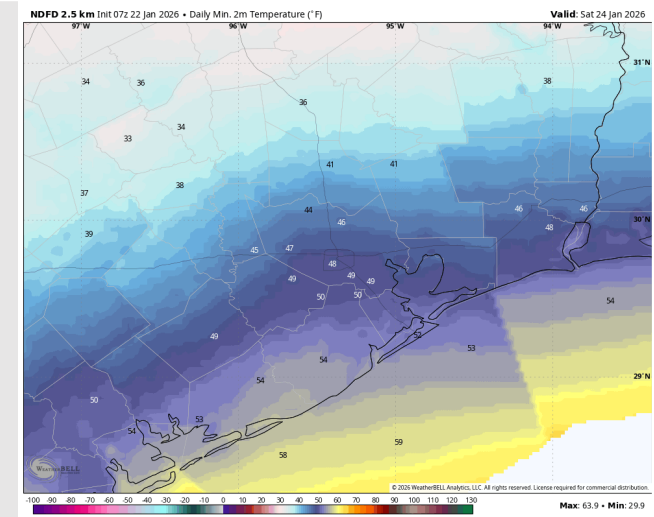 NDFD 2.5 km Init 07z 22 Jan 2026 • Daily Min. 2m Temperature (°F) Valid: Sat 24 Jan 2026
97°W 96°W 95°W 94°W
31°N
34 36 38
36
34
33
41 41
38
37
44 46 46 46
30°N
48
39
45 47
48
49 49 49
50 50
54
52
49
53
54
54
29°N
50
53
54
59
58
WEATHERBELL
© 2026 WeatherBELL Analytics, LLC. All rights reserved. License required for commercial distribution.
-100 -90 -80 -70 -60 -50 -40 -30 -20 -10 0 10 20 30 40 50 60 70 80 90 100 110 120 130
Max: 63.9 • Min: 29.9